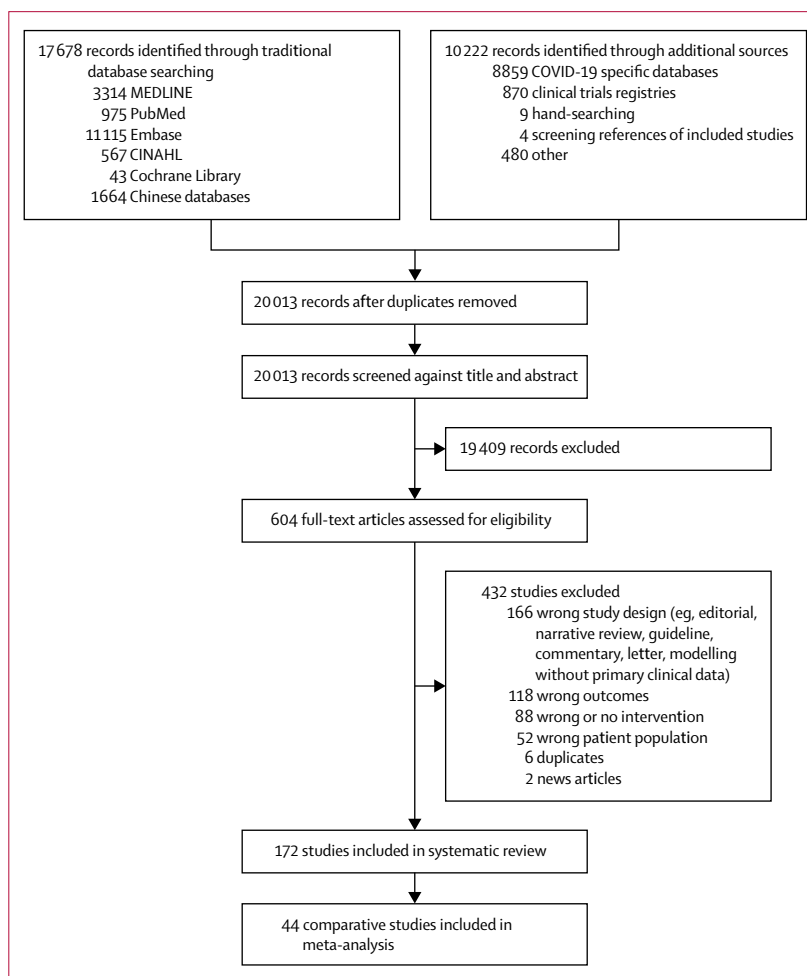 17 678 records identified through traditional
database searching
3314 MEDLINE
975 PubMed
11 115 Embase
567 CINAHL
43 Cochrane Library
1664 Chinese databases
10 222 records identified through additional sources
8859 COVID-19 specific databases
870 clinical trials registries
9 hand-searching
4 screening references of included studies
480 other
20 013 records after duplicates removed
20 013 records screened against title and abstract
19 409 records excluded
604 full-text articles assessed for eligibility
432 studies excluded
166 wrong study design (eg, editorial,
narrative review, guideline,
commentary, letter, modelling
without primary clinical data)
118 wrong outcomes
88 wrong or no intervention
52 wrong patient population
6 duplicates
2 news articles
172 studies included in systematic review
44 comparative studies included in
meta-analysis